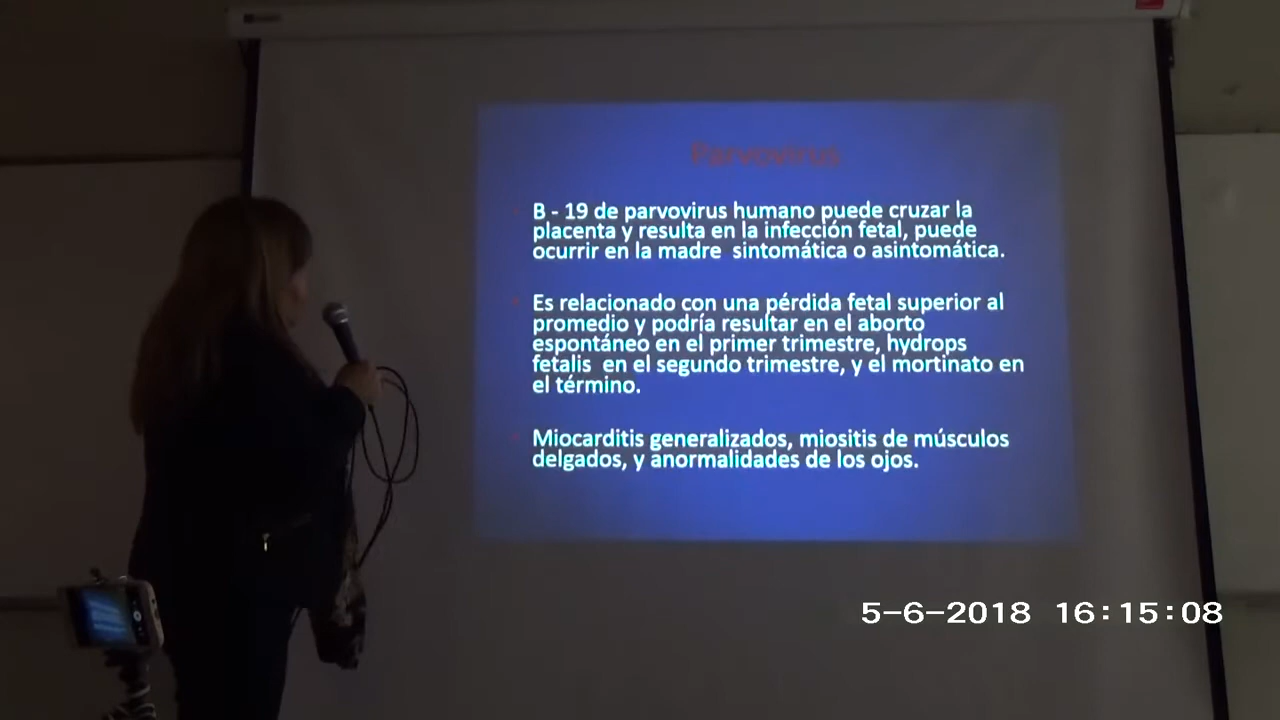 Parvovirus
B - 19 de parvovirus humano puede cruzar la
placenta y resulta en la infección fetal, puede
ocurrir en la madre sintomática o asintomática.
Es relacionado con una pérdida fetal superior al
promedio y podría resultar en el aborto
espontáneo en el primer trimestre, hydrops
fetalis en el segundo trimestre, y el mortinato en
el término.
Miocarditis generalizados, miositis de músculos
delgados, y anormalidades de los ojos.
5-6-2018 16:15:08